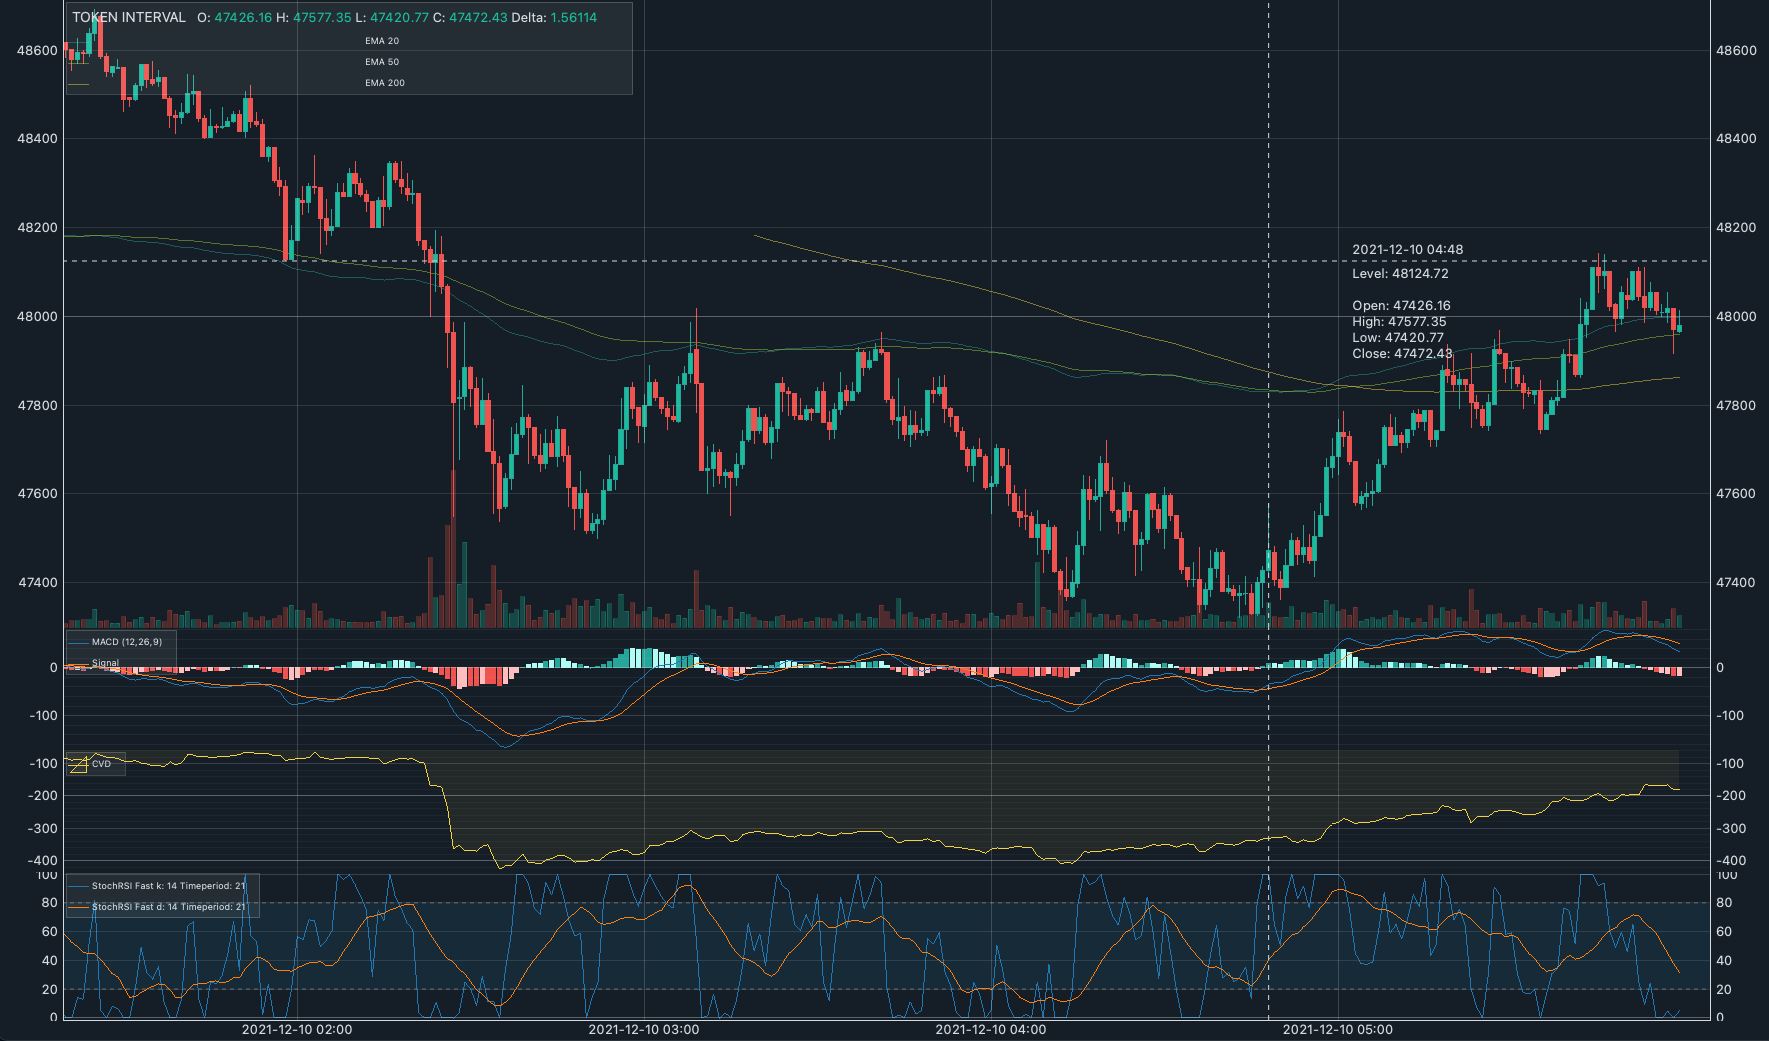 TOKEN INTERVAL O: 47426.16 H: 47577.35 L: 47420.77 C: 47472.43 Delta: 1.56114
EMA 20
48600 48600
EMA 50
EMA 200
48400 48400
48200 48200
2021-12-10 04:48
Level: 48124.72
Open: 47426.16
48000 High: 47577.35 48000
Low: 47420.77
Close: 47472.43
47800 47800
47600 47600
47400 47400
MACD (12,26,9)
Signal
0 0
-100 -100
CVD
-100 -100
-200 -200
-300 -300
-400 -400
100 100
StochRSI Fast k: 14 Timeperiod: 21
80 80
StochRSI Fast d: 14 Timeperiod: 21
60 60
40 40
20 20
0 0
2021-12-10 02:00 2021-12-10 03:00 2021-12-10 04:00 2021-12-10 05:00